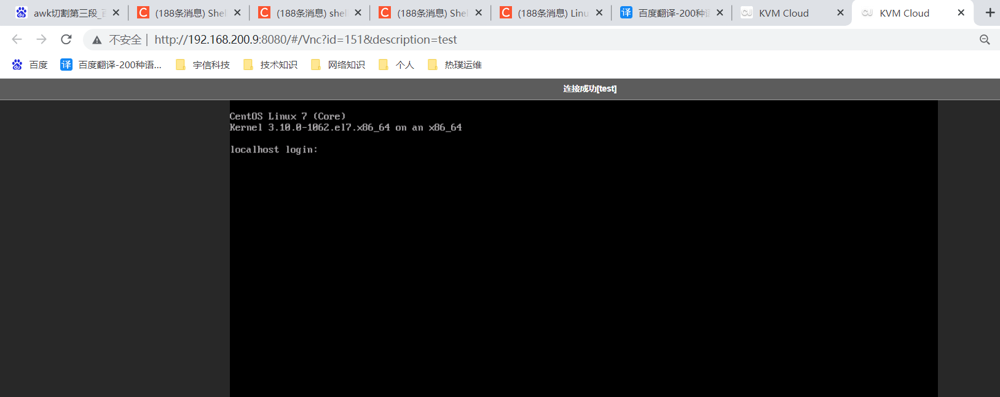 awk切割第三段_
(188条消息) Shel
(188条消息) shel
(188条消息) Shel
(188条消息) Linu
译 百度翻译-200种语
KVM Cloud
KVM Cloud
不安全 | http://192.168.200.9:8080/#/Vnc?id=151&description=test
百度
译 百度翻译-200种语...
宇信科技
技术知识
网络知识
个人
热璞运维
连接成功[test]
CentOS Linux 7 (Core)
Kernel 3.10.0-1062.el7.x86_64 on an x86_64
localhost login: